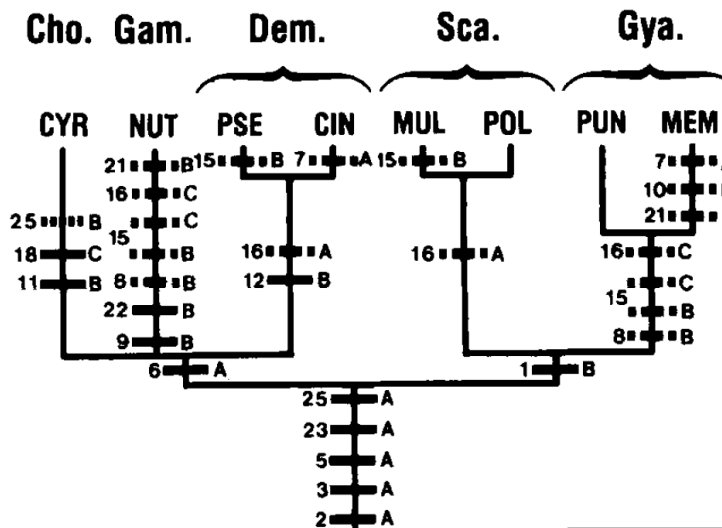 Cho. Gam. Dem. Sca. Gya.
CYR NUT PSE CIN MUL POL PUN MEM
21 B 15 B 7 A 15 B 7
16 C 10
25 B C 21
15
18 C B 16 A 16 A 16 C
11 B 8 B 12 B C
15
22 B B
9 B 8 B
6 A 1 B
25 A
23 A
5 A
3 A
2 A